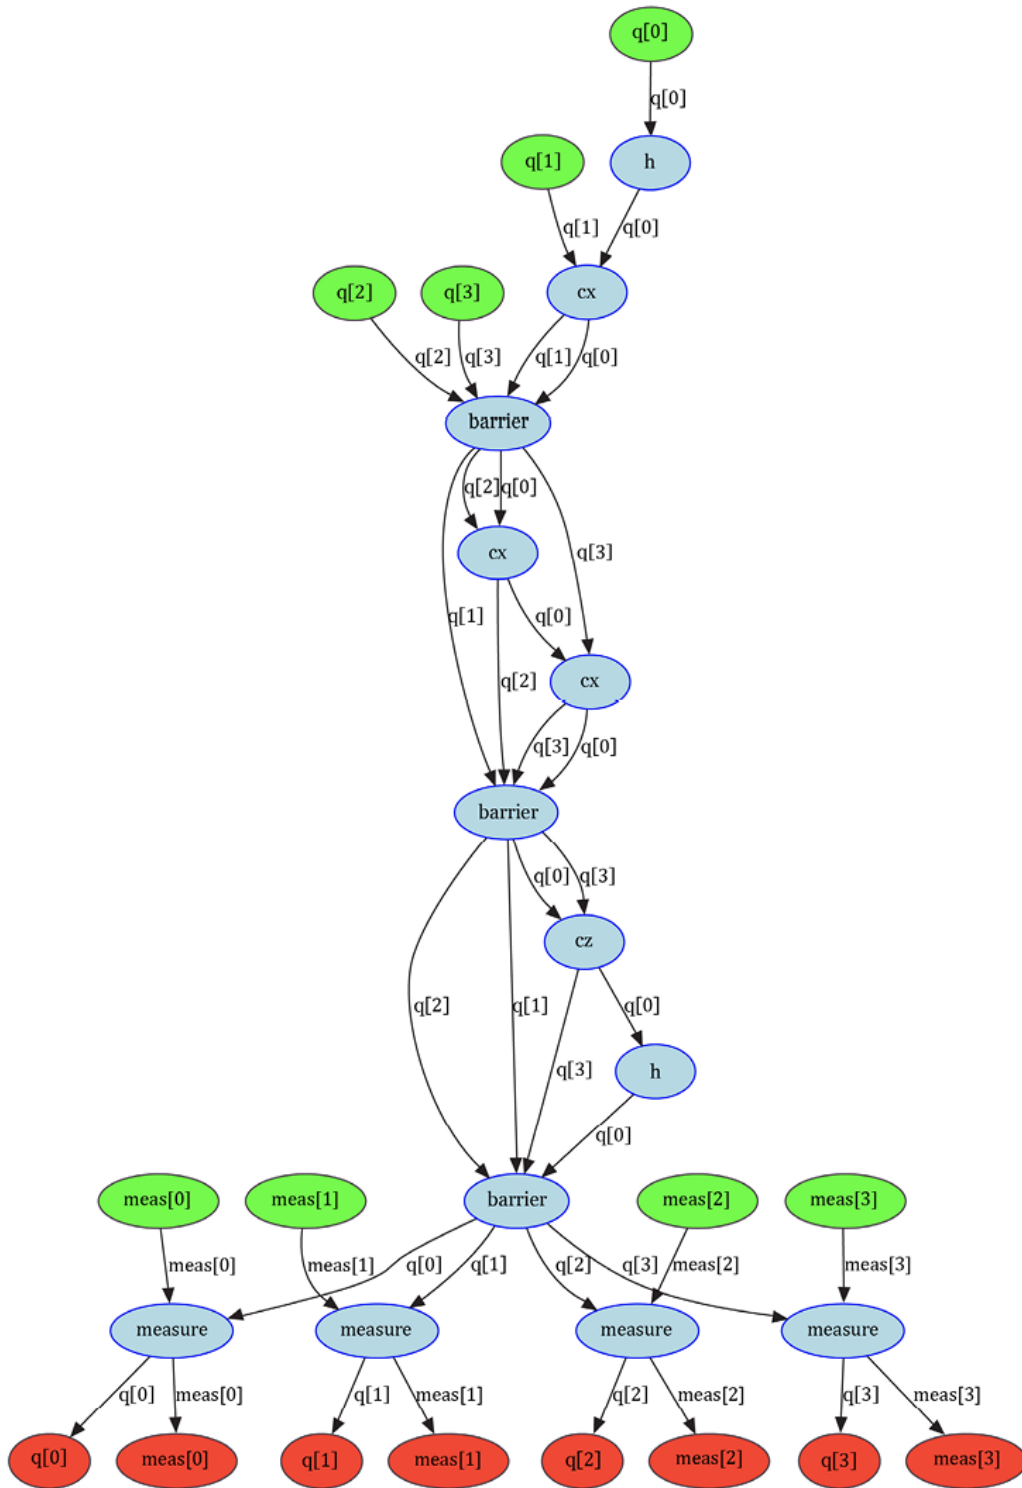 q[0]
q[0]
q[1]
h
q[1]
q[0]
q[2]
q[3]
cx
q[2]
q[3]
q[1]
q[0]
barrier
q[2]
q[0]
cx
q[3]
q[1]
q[0]
q[2]
cx
q[3]
q[0]
barrier
q[0]
q[3]
cz
q[2]
q[1]
q[0]
q[3]
h
q[0]
meas[0]
meas[1]
barrier
meas[2]
meas[3]
meas[0]
meas[1]
q[0]
q[1]
q[2]
q[3]
meas[2]
meas[3]
measure
measure
measure
measure
q[0]
meas[0]
q[1]
meas[1]
q[2]
meas[2]
q[3]
meas[3]
q[0]
meas[0]
q[1]
meas[1]
q[2]
meas[2]
q[3]
meas[3]